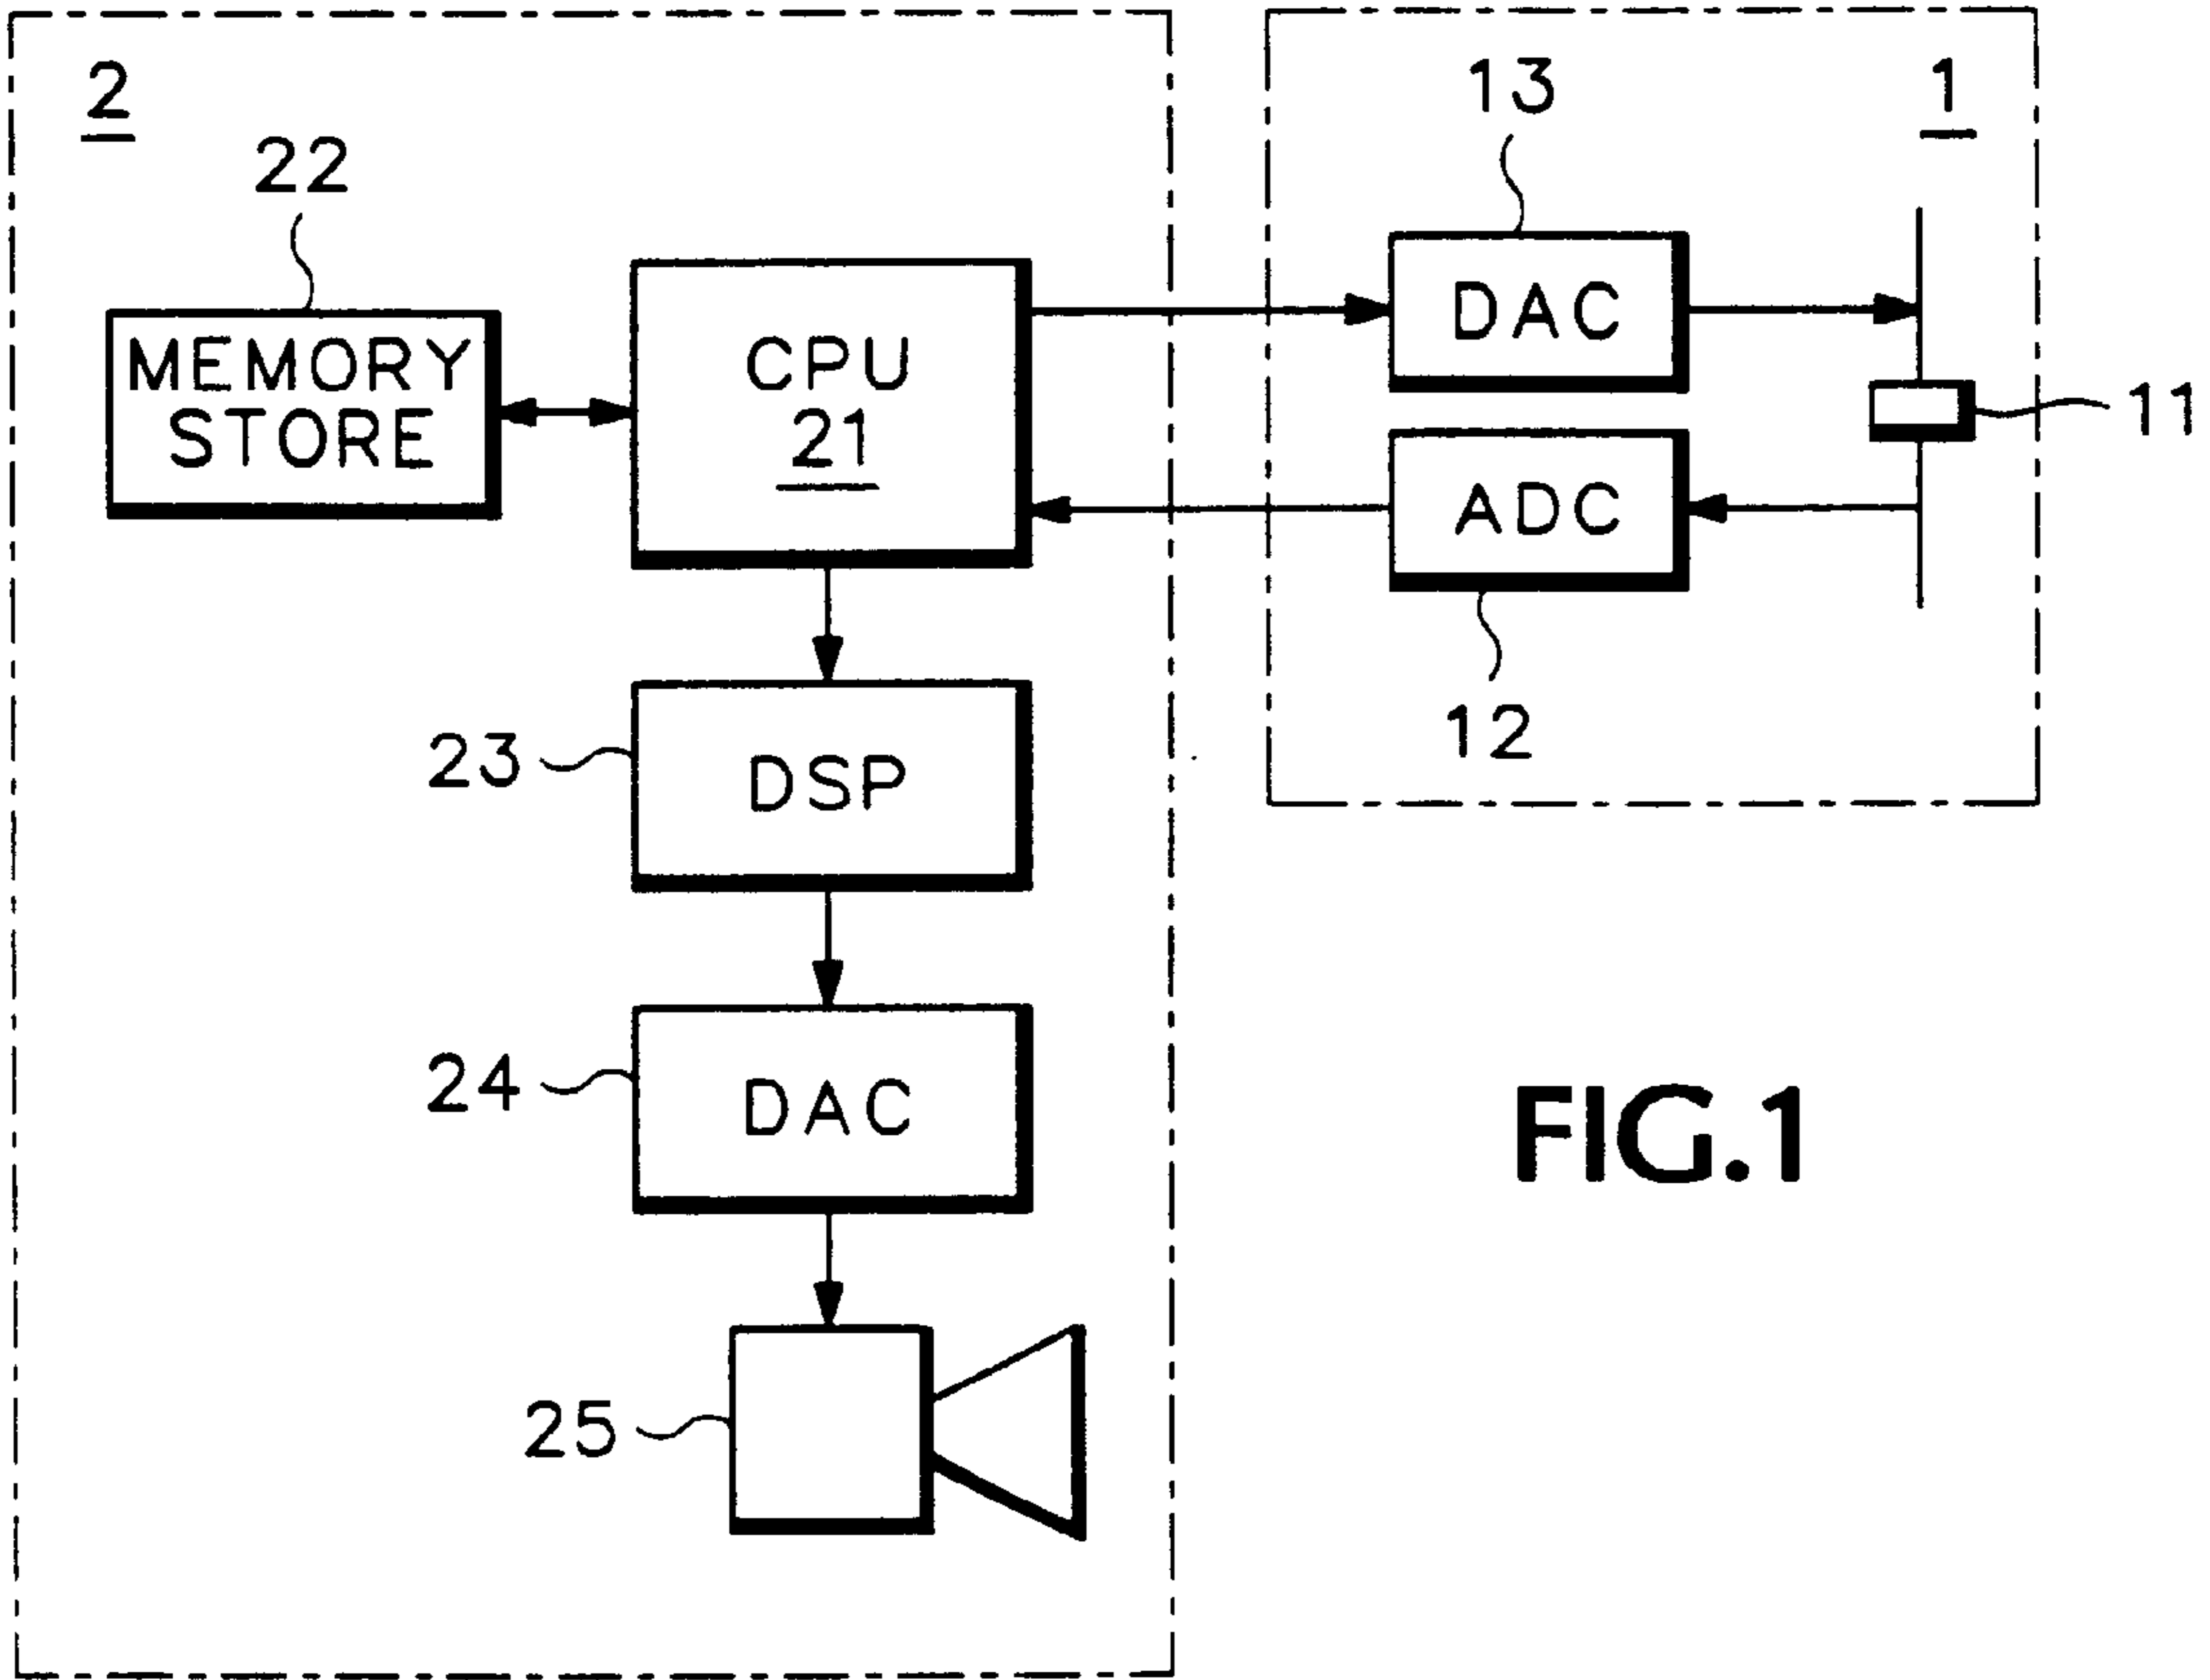 2
22
MEMORY
STORE
CPU
21
13
1
DAC
11
ADC
12
23
DSP
24
DAC
25
FIG.1